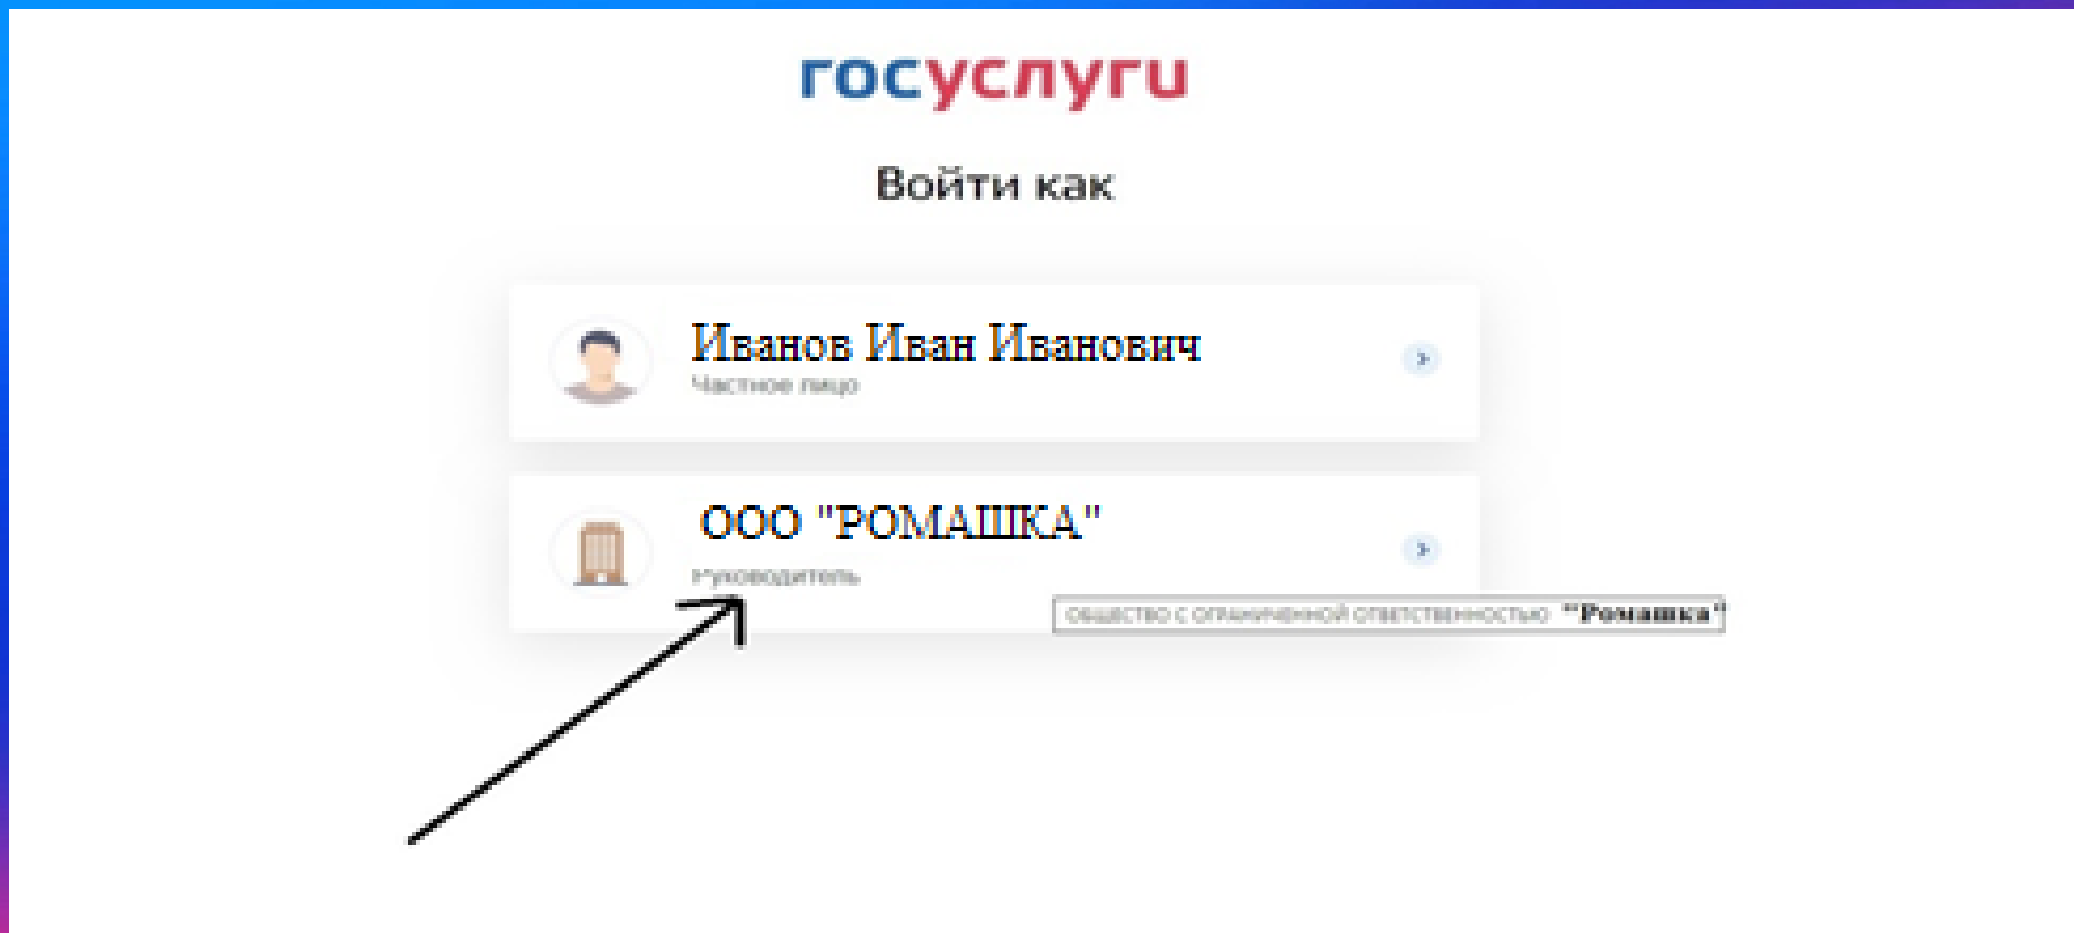 госуслуги
Войти как
Иванов Иван Иванович
Частное лицо
ООО "РОМАШКА"
Руководитель
ОБЩЕСТВО С ОГРАНИЧЕННОЙ ОТВЕТСТВЕННОСТЬЮ "Ромашка"